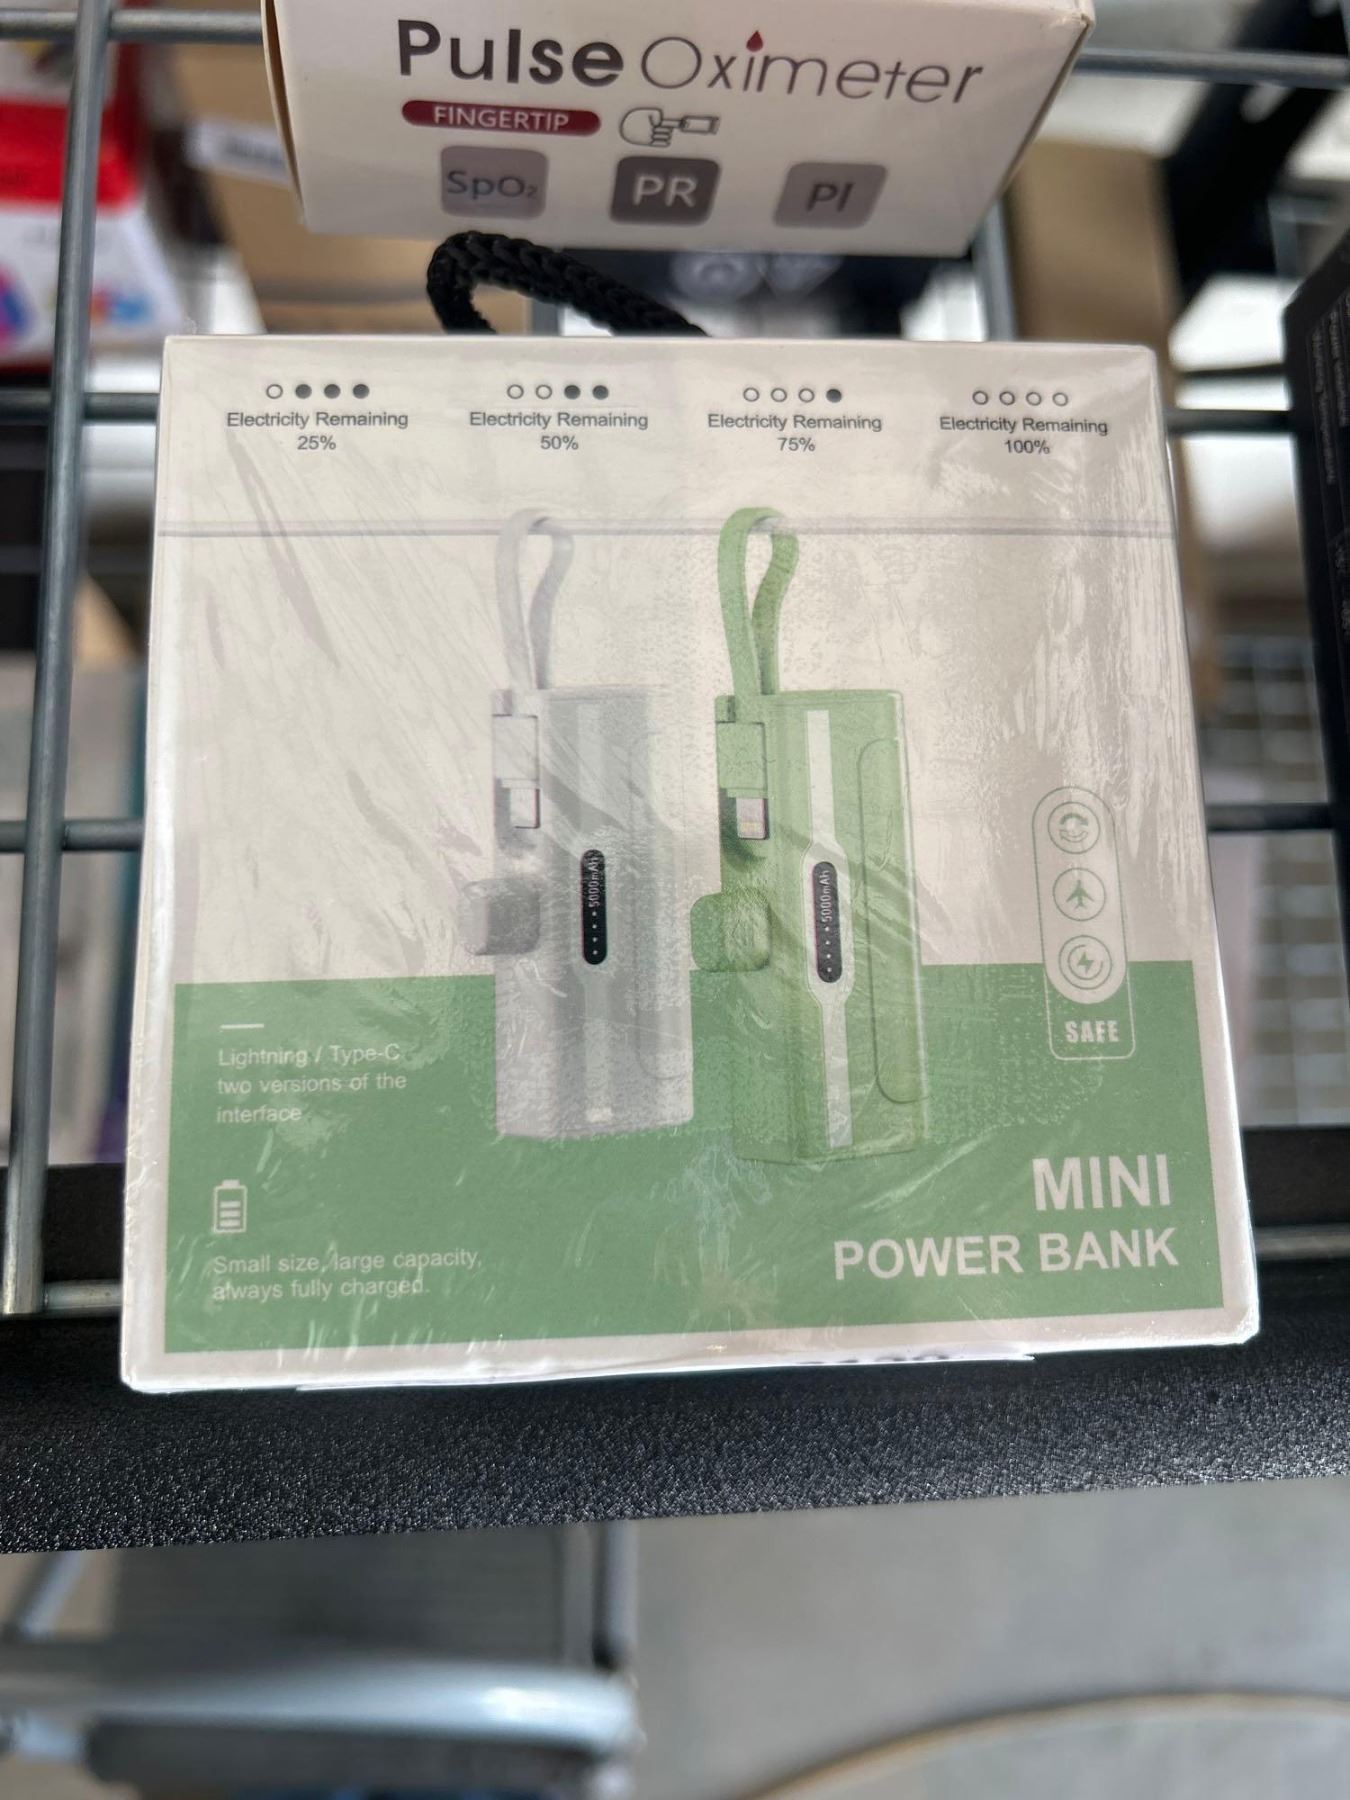 Pulse Oximeter
FINGERTIP
SpO₂ PR PI
Electricity Remaining
25%
Electricity Remaining
50%
Electricity Remaining
75%
Electricity Remaining
100%
5000mAh
5000mAh
SAFE
Lightning / Type-C
two versions of the
interface
Small size, large capacity,
always fully charged.
MINI
POWER BANK